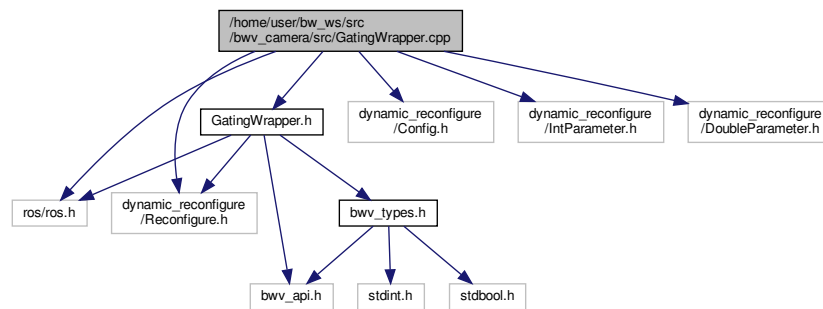 /home/user/bw_ws/src
/bwv_camera/src/GatingWrapper.cpp
GatingWrapper.h
dynamic_reconfigure
/Config.h
dynamic_reconfigure
/IntParameter.h
dynamic_reconfigure
/DoubleParameter.h
ros/ros.h
dynamic_reconfigure
/Reconfigure.h
bwv_types.h
bwv_api.h
stdint.h
stdbool.h